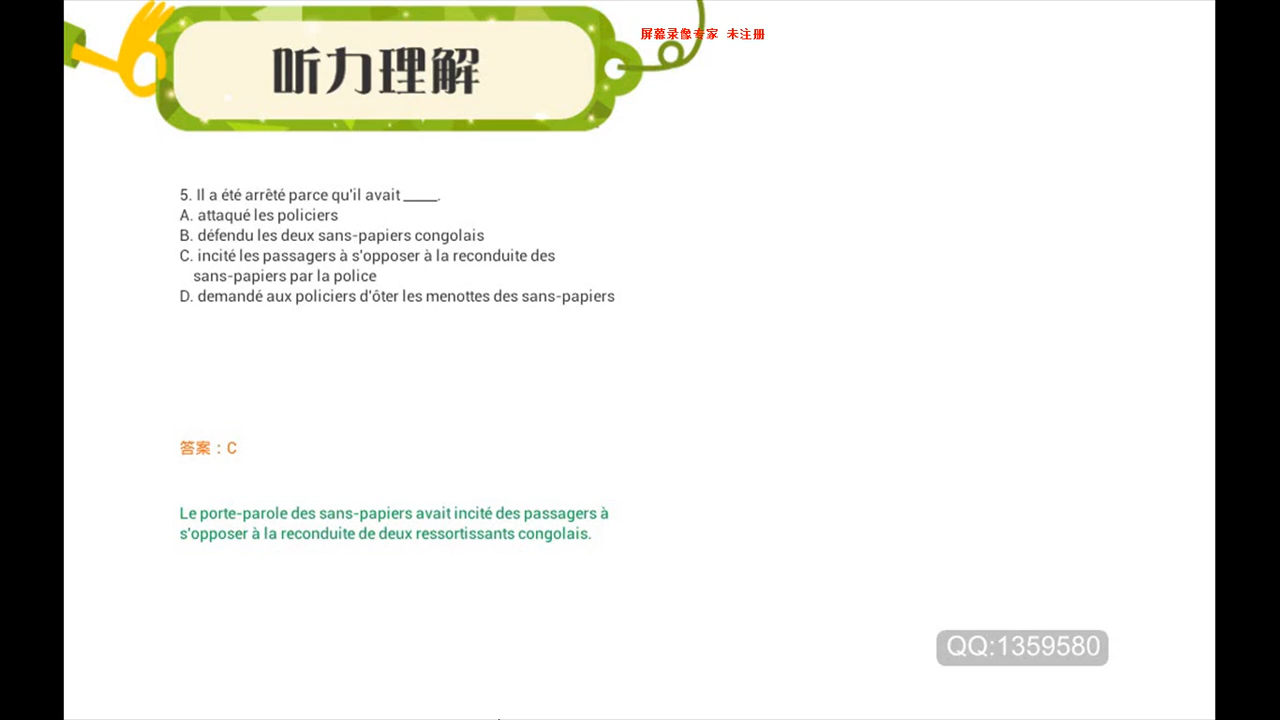 屏幕录像专家 未注册
听力理解
5. Il a été arrêté parce qu'il avait _____.
A. attaqué les policiers
B. défendu les deux sans-papiers congolais
C. incité les passagers à s'opposer à la reconduite des
sans-papiers par la police
D. demandé aux policiers d'ôter les menottes des sans-papiers
答案：C
Le porte-parole des sans-papiers avait incité des passagers à
s'opposer à la reconduite de deux ressortissants congolais.
QQ:1359580